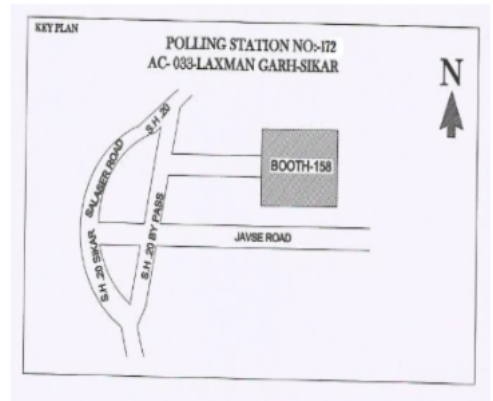 KEY PLAN
POLLING STATION NO:-172
AC- 033-LAXMAN GARH-SIKAR
N
S.H .20
SALASER ROAD
BOOTH-158
S.H .20 BY PASS
JAVSE ROAD
S.H .20 SIKAR